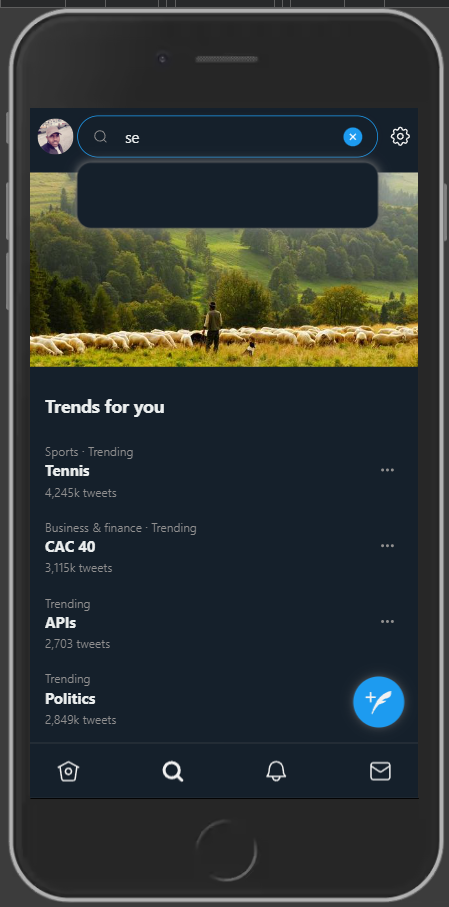 se
Trends for you
Sports · Trending
Tennis
4,245k tweets
Business & finance · Trending
CAC 40
3,115k tweets
Trending
APIs
2,703 tweets
Trending
Politics
2,849k tweets